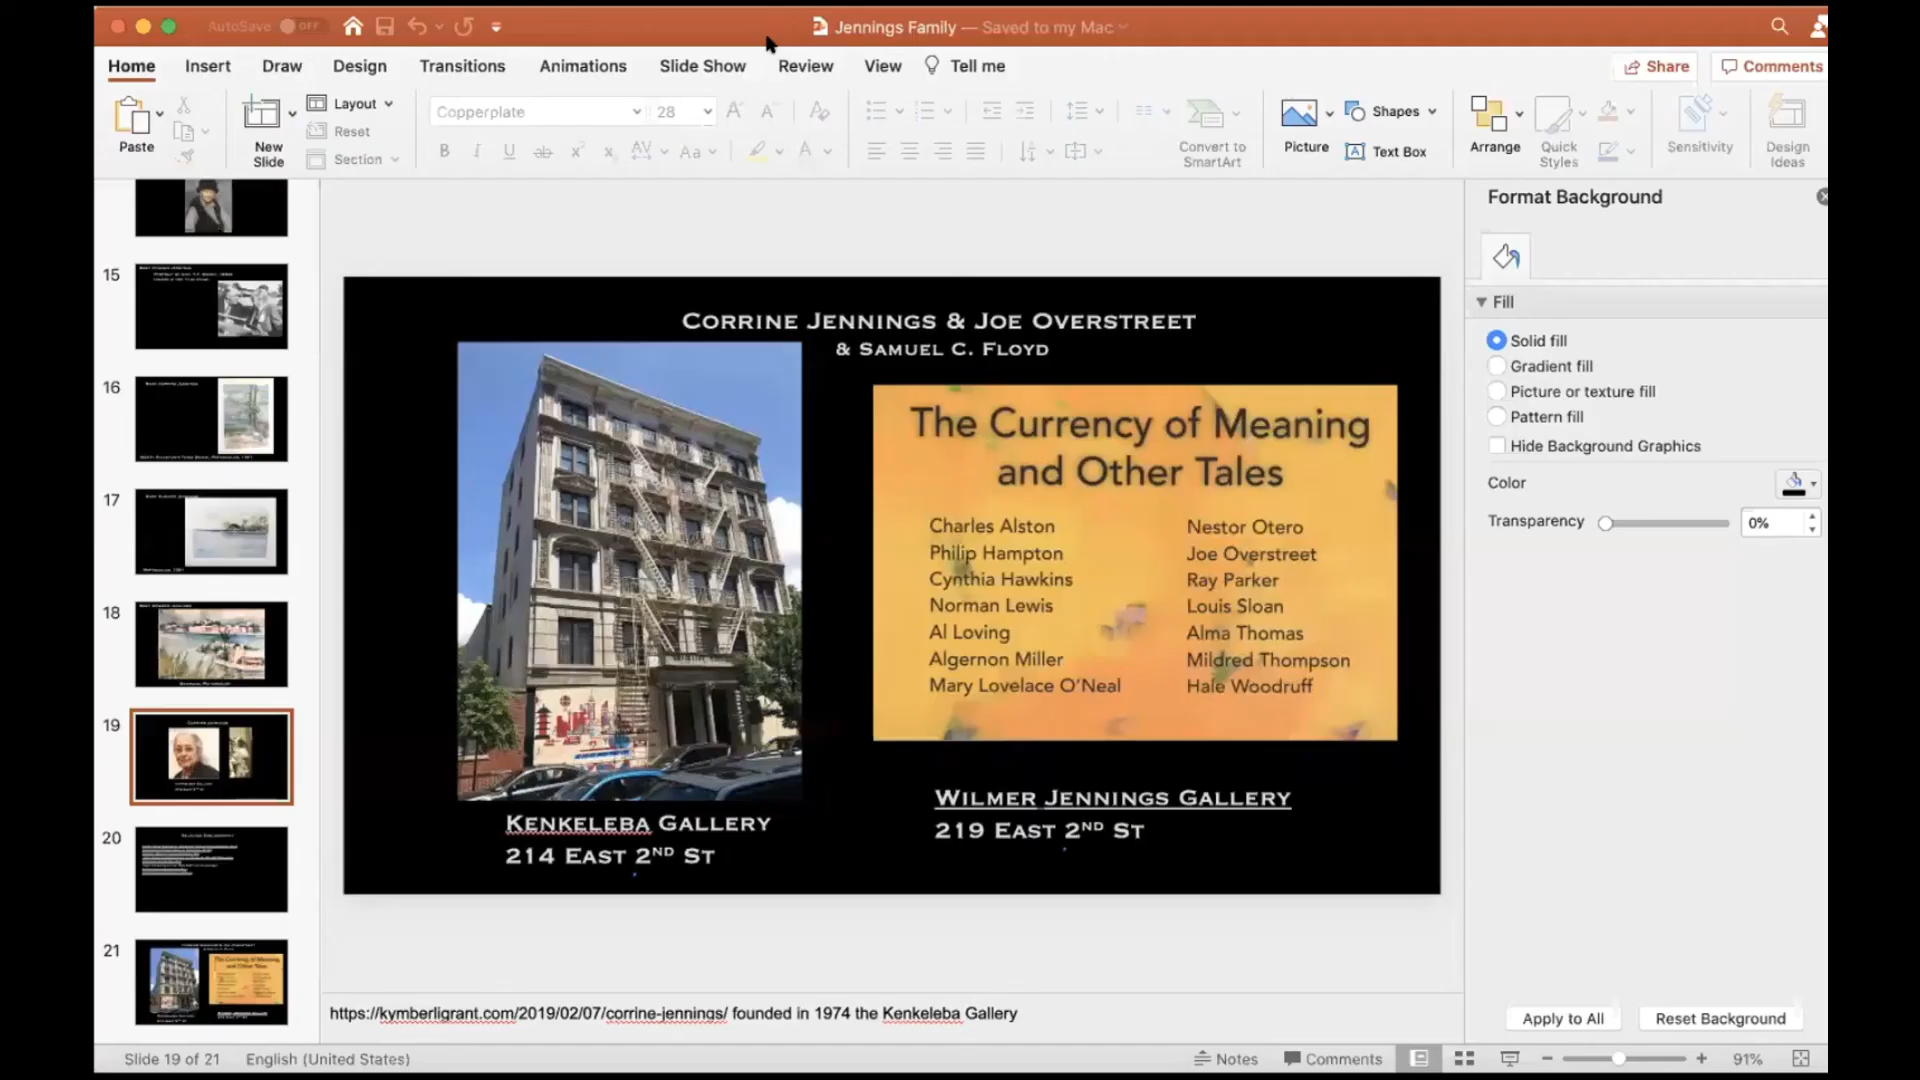 AutoSave OFF
Jennings Family — Saved to my Mac
Home Insert Draw Design Transitions Animations Slide Show Review View Tell me
Share Comments
Paste
New Slide
Layout
Reset
Section
Copperplate 28
Convert to SmartArt
Picture
Shapes
Text Box
Arrange
Quick Styles
Sensitivity
Design Ideas
15
16
17
18
19
20
21
Corrine Jennings & Joe Overstreet
& Samuel C. Floyd
The Currency of Meaning
and Other Tales
Charles Alston
Philip Hampton
Cynthia Hawkins
Norman Lewis
Al Loving
Algernon Miller
Mary Lovelace O'Neal
Nestor Otero
Joe Overstreet
Ray Parker
Louis Sloan
Alma Thomas
Mildred Thompson
Hale Woodruff
Kenkeleba Gallery
214 East 2nd St
Wilmer Jennings Gallery
219 East 2nd St
https://kymberligrant.com/2019/02/07/corrine-jennings/ founded in 1974 the Kenkeleba Gallery
Format Background
Fill
Solid fill
Gradient fill
Picture or texture fill
Pattern fill
Hide Background Graphics
Color
Transparency 0%
Apply to All Reset Background
Slide 19 of 21 English (United States) Notes Comments 91%